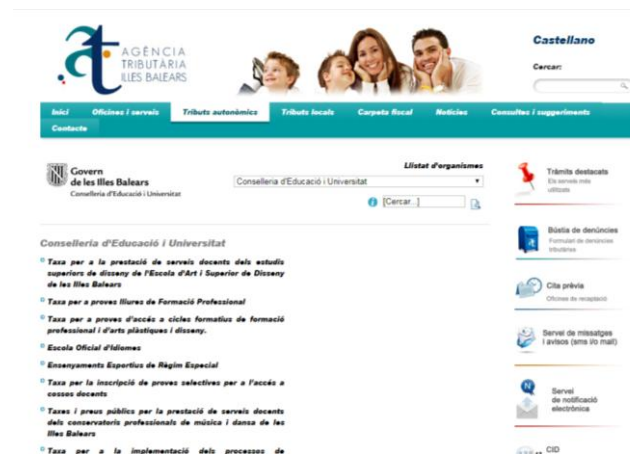 AGÈNCIA
TRIBUTÀRIA
ILLES BALEARS
Castellano
Cercar:
Inici Oficines i serveis Tributs autonòmics Tributs locals Carpeta fiscal Notícies Consultes i suggeriments
Contacte
Govern
de les Illes Balears
Conselleria d'Educació i Universitat
Llistat d'organismes
Conselleria d'Educació i Universitat
[Cercar...]
Conselleria d'Educació i Universitat
Taxa per a la prestació de serveis docents dels estudis
superiors de disseny de l'Escola d'Art i Superior de Disseny
de les Illes Balears
Taxa per a proves lliures de Formació Professional
Taxa per a proves d'accés a cicles formatius de formació
professional i d'arts plàstiques i disseny.
Escola Oficial d'Idiomes
Ensenyaments Esportius de Règim Especial
Taxa per la inscripció de proves selectives per a l'accés a
cossos docents
Taxes i preus públics per la prestació de serveis docents
dels conservatoris professionals de música i dansa de les
Illes Balears
Taxa per a la implementació dels processos de
Tràmits destacats
Els serveis més
utilitzats
Bústia de denúncies
Formulari de denúncies
tributàries
Cita prèvia
Oficines de recaptació
Servei de missatges
i avisos (sms i/o mail)
Servei
de notificació
electrònica
CID